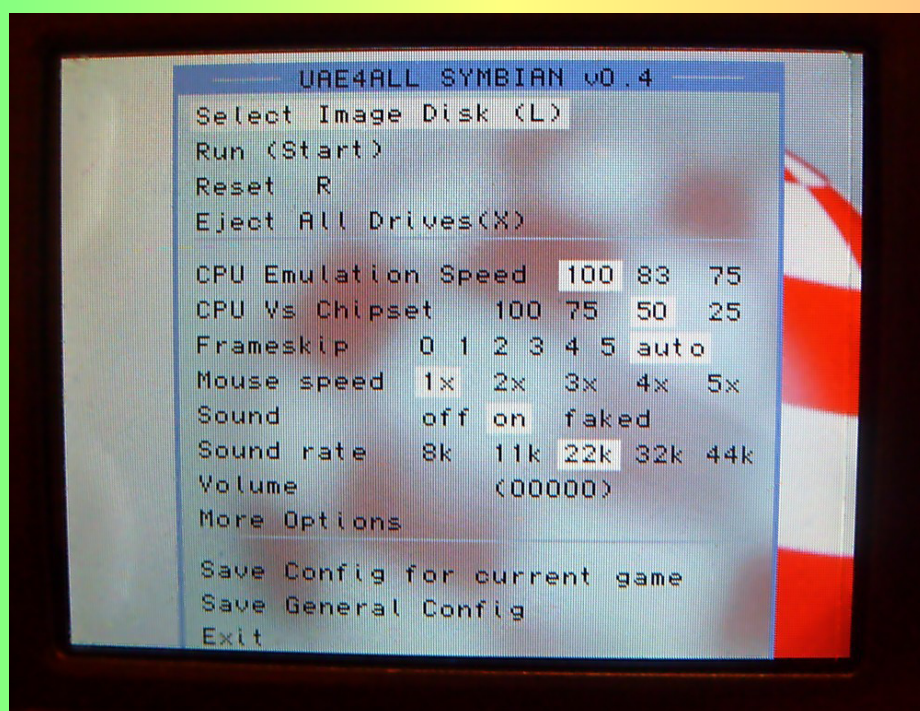 UAE4ALL SYMBIAN v0.4
Select Image Disk (L)
Run (Start)
Reset R
Eject All Drives(X)
CPU Emulation Speed 100 83 75
CPU Vs Chipset 100 75 50 25
Frameskip 0 1 2 3 4 5 auto
Mouse speed 1x 2x 3x 4x 5x
Sound off on faked
Sound rate 8k 11k 22k 32k 44k
Volume (00000)
More Options
Save Config for current game
Save General Config
Exit